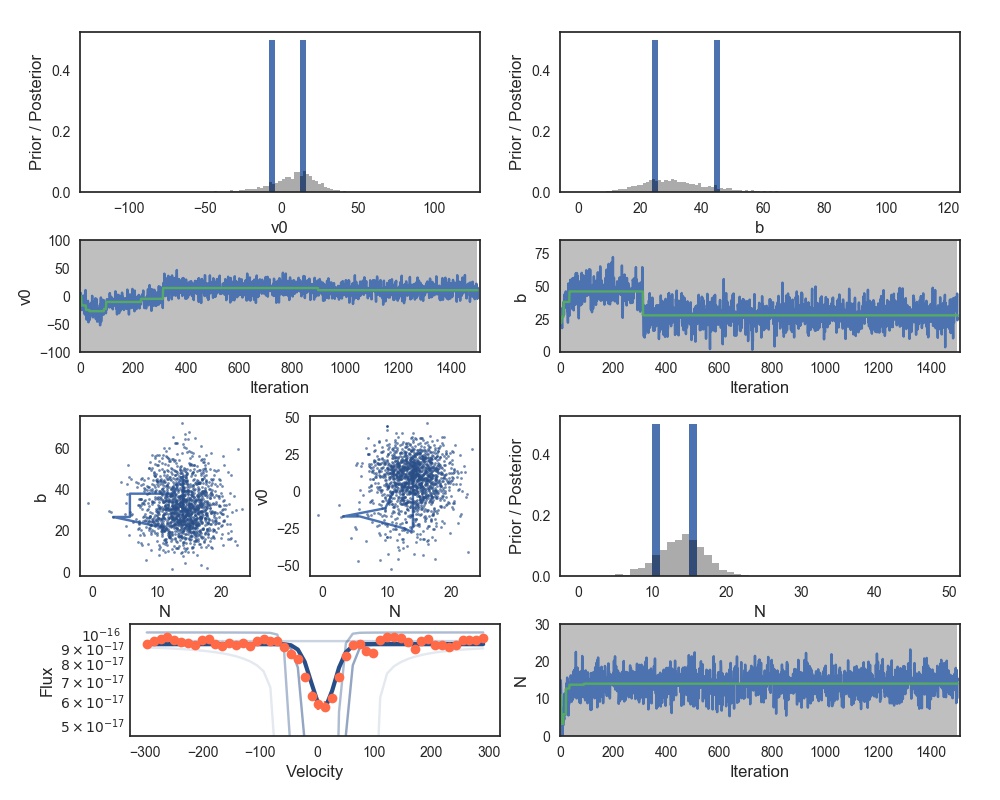 Prior / Posterior
0.4
0.2
0.0
−100 −50 0 50 100
v0
Prior / Posterior
0.4
0.2
0.0
0 20 40 60 80 100 120
b
v0
100
50
0
−50
−100
0 200 400 600 800 1000 1200 1400
Iteration
b
75
50
25
0
0 200 400 600 800 1000 1200 1400
Iteration
b
60
40
20
0
0 10 20
N
v0
50
25
0
−25
−50
0 10 20
N
Prior / Posterior
0.4
0.2
0.0
0 10 20 30 40 50
N
Flux
10⁻¹⁶
9 × 10⁻¹⁷
8 × 10⁻¹⁷
7 × 10⁻¹⁷
6 × 10⁻¹⁷
5 × 10⁻¹⁷
−300 −200 −100 0 100 200 300
Velocity
N
30
20
10
0
0 200 400 600 800 1000 1200 1400
Iteration